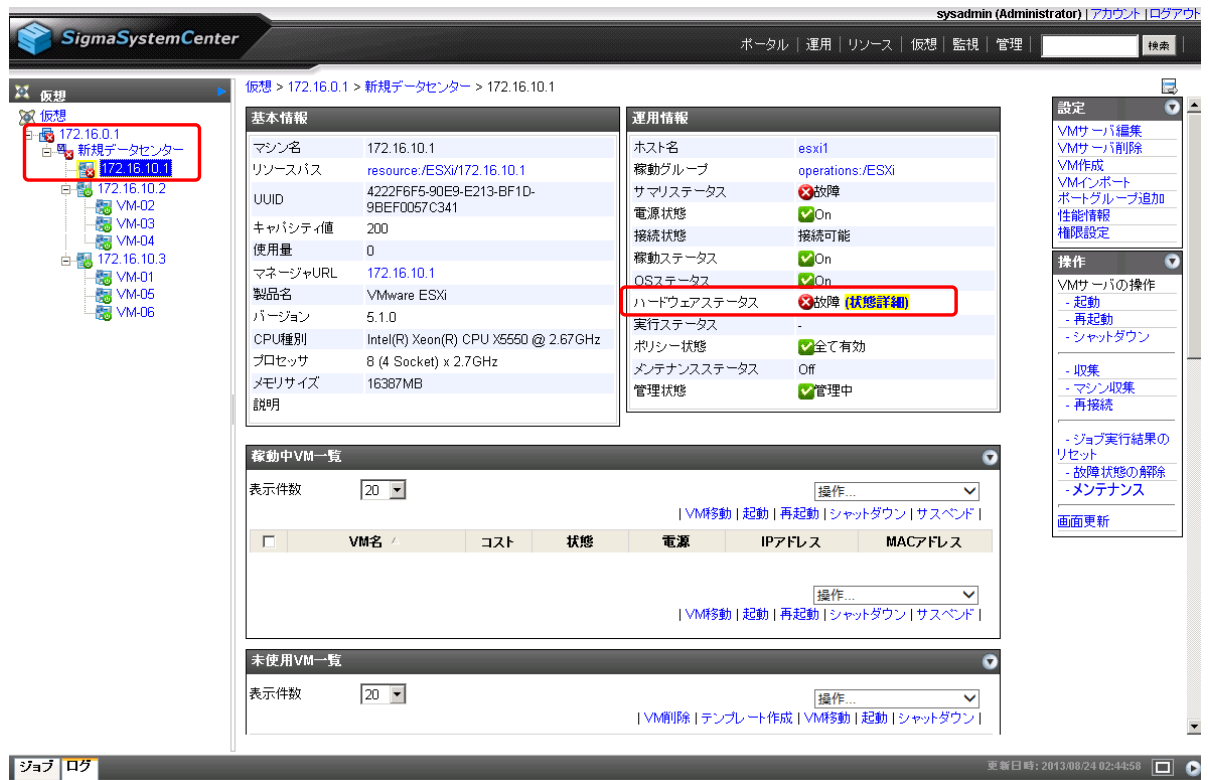 sysadmin (Administrator) | アカウント | ログアウト
SigmaSystemCenter
ポータル | 運用 | リソース | 仮想 | 監視 | 管理 | 検索
仮想
仮想
172.16.0.1
新規データセンター
172.16.10.1
172.16.10.2
VM-02
VM-03
VM-04
172.16.10.3
VM-01
VM-05
VM-06
仮想 > 172.16.0.1 > 新規データセンター > 172.16.10.1
基本情報
マシン名 172.16.10.1
リソースパス resource:/ESXi/172.16.10.1
UUID 4222F6F5-90E9-E213-BF1D-
9BEF0057C341
キャパシティ値 200
使用量 0
マネージャURL 172.16.10.1
製品名 VMware ESXi
バージョン 5.1.0
CPU種別 Intel(R) Xeon(R) CPU X5550 @ 2.67GHz
プロセッサ 8 (4 Socket) x 2.7GHz
メモリサイズ 16387MB
説明
運用情報
ホスト名 esxi1
稼動グループ operations:/ESXi
サマリステータス 故障
電源状態 On
接続状態 接続可能
稼動ステータス On
OSステータス On
ハードウェアステータス 故障 (状態詳細)
実行ステータス -
ポリシー状態 全て有効
メンテナンスステータス Off
管理状態 管理中
稼動中VM一覧
表示件数 20 操作...
| VM移動 | 起動 | 再起動 | シャットダウン | サスペンド |
VM名 コスト 状態 電源 IPアドレス MACアドレス
操作...
| VM移動 | 起動 | 再起動 | シャットダウン | サスペンド |
未使用VM一覧
表示件数 20 操作...
| VM削除 | テンプレート作成 | VM移動 | 起動 | シャットダウン |
設定
VMサーバ編集
VMサーバ削除
VM作成
VMインポート
ポートグループ追加
性能情報
権限設定
操作
VMサーバの操作
- 起動
- 再起動
- シャットダウン
- 収集
- マシン収集
- 再接続
- ジョブ実行結果の
リセット
- 故障状態の解除
- メンテナンス
画面更新
ジョブ ログ
更新日時: 2013/08/24 02:44:58